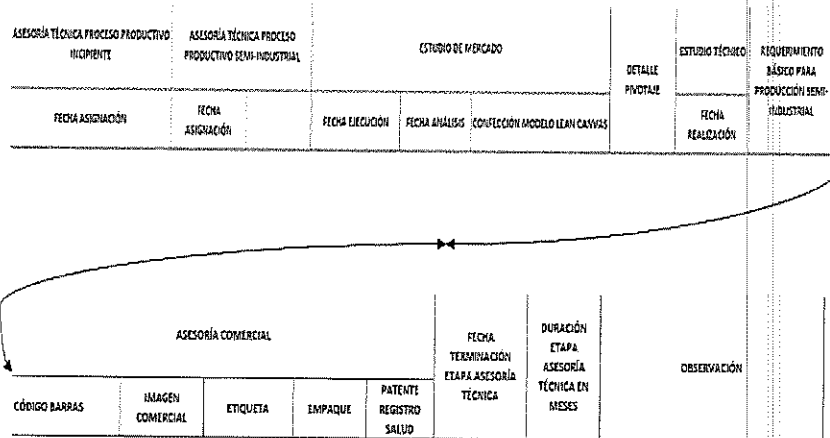 ASESORÍA TÉCNICA PROCESO PRODUCTIVO
INCIPIENTE
ASESORÍA TÉCNICA PROCESO
PRODUCTIVO SEMI-INDUSTRIAL
ESTUDIO DE MERCADO
DETALLE
PIVOTAJE
ESTUDIO TÉCNICO
REQUERIMIENTO
BÁSICO PARA
PRODUCCIÓN SEMI-
INDUSTRIAL
FECHA ASIGNACIÓN
FECHA
ASIGNACIÓN
FECHA EJECUCIÓN
FECHA ANÁLISIS
CONFECCIÓN MODELO LEAN CANVAS
FECHA
REALIZACIÓN
ASESORÍA COMERCIAL
FECHA
TERMINACIÓN
ETAPA ASESORÍA
TÉCNICA
DURACIÓN
ETAPA
ASESORÍA
TÉCNICA EN
MESES
OBSERVACIÓN
CÓDIGO BARRAS
IMAGEN
COMERCIAL
ETIQUETA
EMPAQUE
PATENTE
REGISTRO
SALUD